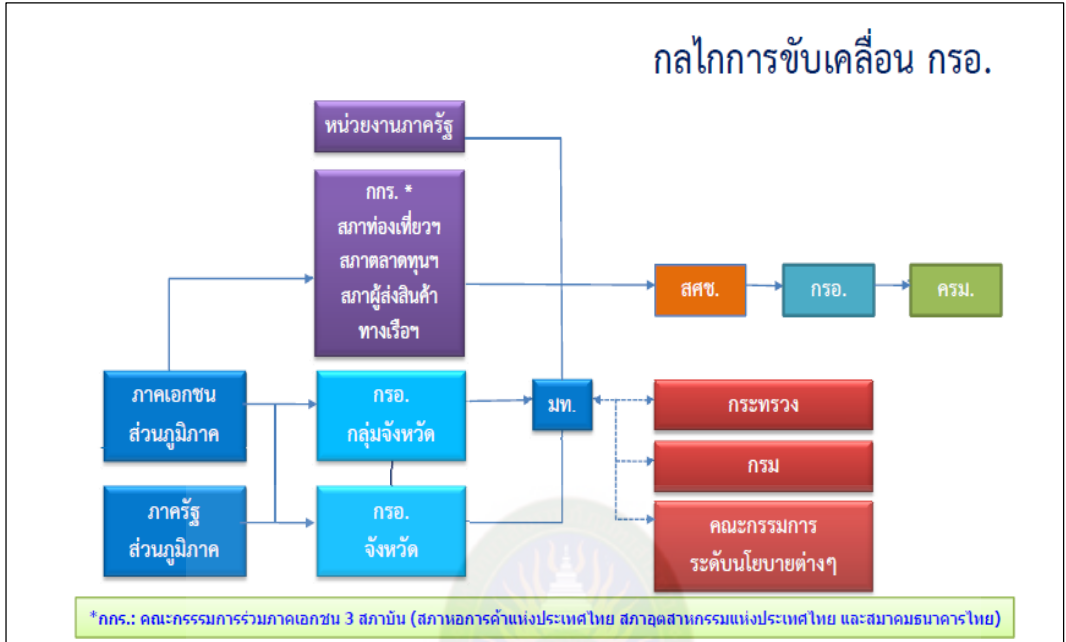 กลไกการขับเคลื่อน กรอ.
หน่วยงานภาครัฐ
กกร. *
สภาท่องเที่ยวฯ
สภาตลาดทุนฯ
สภาผู้ส่งสินค้า
ทางเรือฯ
สศช.
กรอ.
ครม.
ภาคเอกชน
ส่วนภูมิภาค
กรอ.
กลุ่มจังหวัด
มท.
กระทรวง
กรม
ภาครัฐ
ส่วนภูมิภาค
กรอ.
จังหวัด
คณะกรรมการ
ระดับนโยบายต่างๆ
*กกร.: คณะกรรรมการร่วมภาคเอกชน 3 สถาบัน (สภาหอการค้าแห่งประเทศไทย สภาอุตสาหกรรมแห่งประเทศไทย และสมาคมธนาคารไทย)